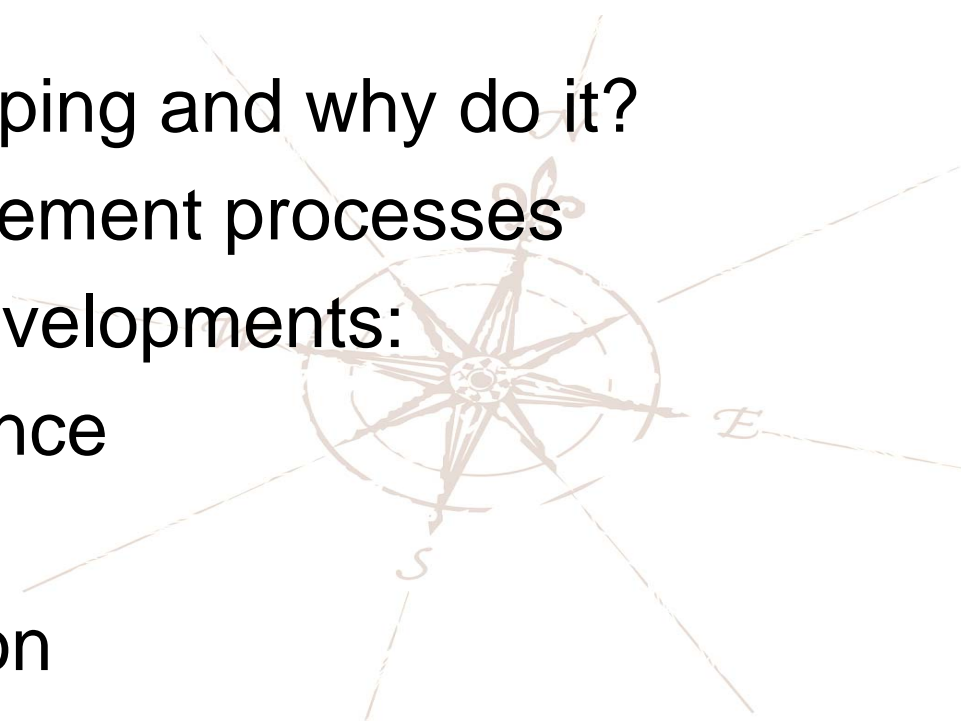 ping and why do it?
ement processes
velopments:
nce
on
N
W
E
S